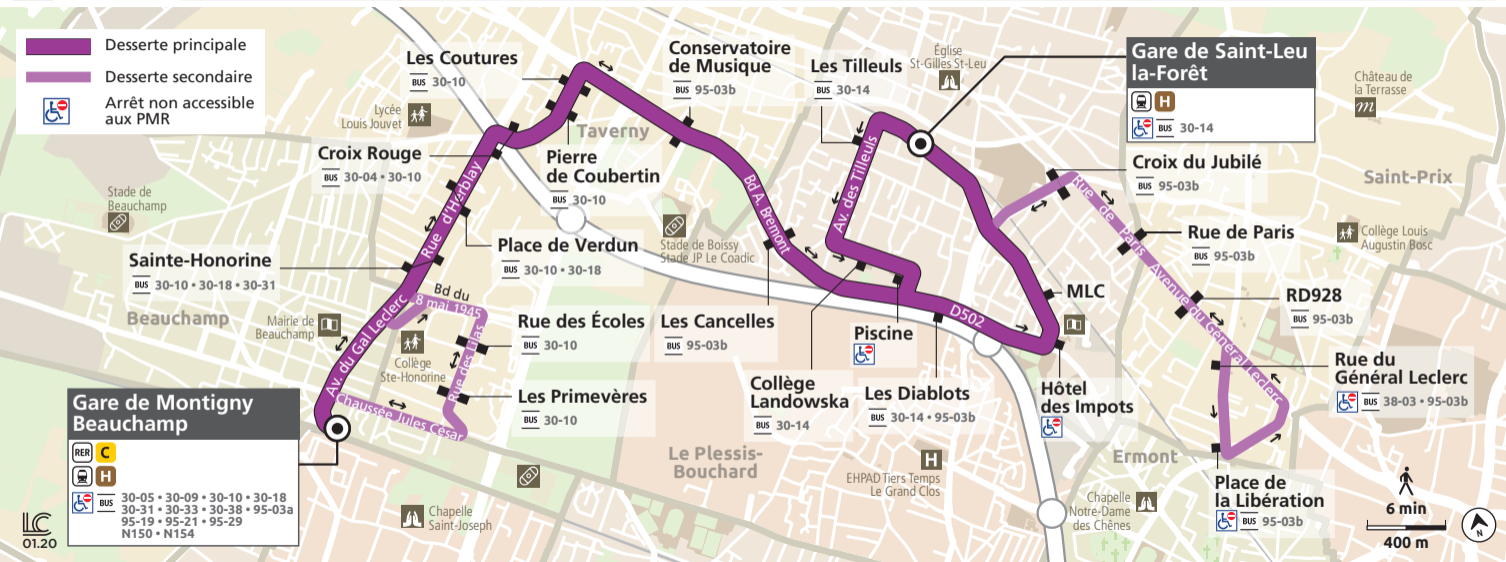 Desserte principale
Desserte secondaire
Arrêt non accessible
aux PMR
Les Coutures
BUS 30-10
Lycée
Louis Jouvet
Croix Rouge
BUS 30-04 • 30-10
Stade de
Beauchamp
Sainte-Honorine
BUS 30-10 • 30-18 • 30-31
Beauchamp
Mairie de
Beauchamp
Gare de Montigny
Beauchamp
RER C
H
BUS 30-05 • 30-09 • 30-10 • 30-18
30-31 • 30-33 • 30-38 • 95-03a
95-19 • 95-21 • 95-29
N150 • N154
LC
01.20
Av. du Gal Leclerc
Rue d'Herblay
Bd du
8 mai 1945
Rue des Lilas
Chaussée Jules César
Collège
Ste-Honorine
Taverny
Pierre
de Coubertin
BUS 30-10
Place de Verdun
BUS 30-10 • 30-18
Rue des Écoles
BUS 30-10
Les Primevères
BUS 30-10
Chapelle
Saint-Joseph
Conservatoire
de Musique
BUS 95-03b
Bd A. Brémont
Stade de Boissy
Stade JP Le Coadic
Les Cancelles
BUS 95-03b
Le Plessis-
Bouchard
Les Tilleuls
BUS 30-14
Av. des Tilleuls
Église
St-Gilles St-Leu
Collège
Landowska
BUS 30-14
Piscine
Les Diablots
BUS 30-14 • 95-03b
D502
EHPAD Tiers Temps
Le Grand Clos
H
Gare de Saint-Leu
la-Forêt
H
BUS 30-14
Château de
la Terrasse
m
Saint-Prix
Croix du Jubilé
BUS 95-03b
Rue de Paris
Rue de Paris
BUS 95-03b
Collège Louis
Augustin Bosc
Avenue du Général Leclerc
MLC
Hôtel
des Impots
RD928
BUS 95-03b
Rue du
Général Leclerc
BUS 38-03 • 95-03b
Ermont
Place de
la Libération
BUS 95-03b
Chapelle
Notre-Dame
des Chênes
6 min
400 m
N